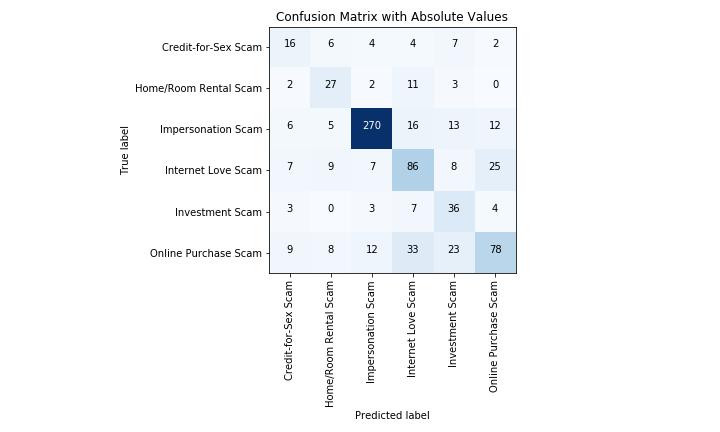 Confusion Matrix with Absolute Values
Credit-for-Sex Scam 16 6 4 4 7 2
Home/Room Rental Scam 2 27 2 11 3 0
Impersonation Scam 6 5 270 16 13 12
Internet Love Scam 7 9 7 86 8 25
Investment Scam 3 0 3 7 36 4
Online Purchase Scam 9 8 12 33 23 78
True label
Credit-for-Sex Scam
Home/Room Rental Scam
Impersonation Scam
Internet Love Scam
Investment Scam
Online Purchase Scam
Predicted label